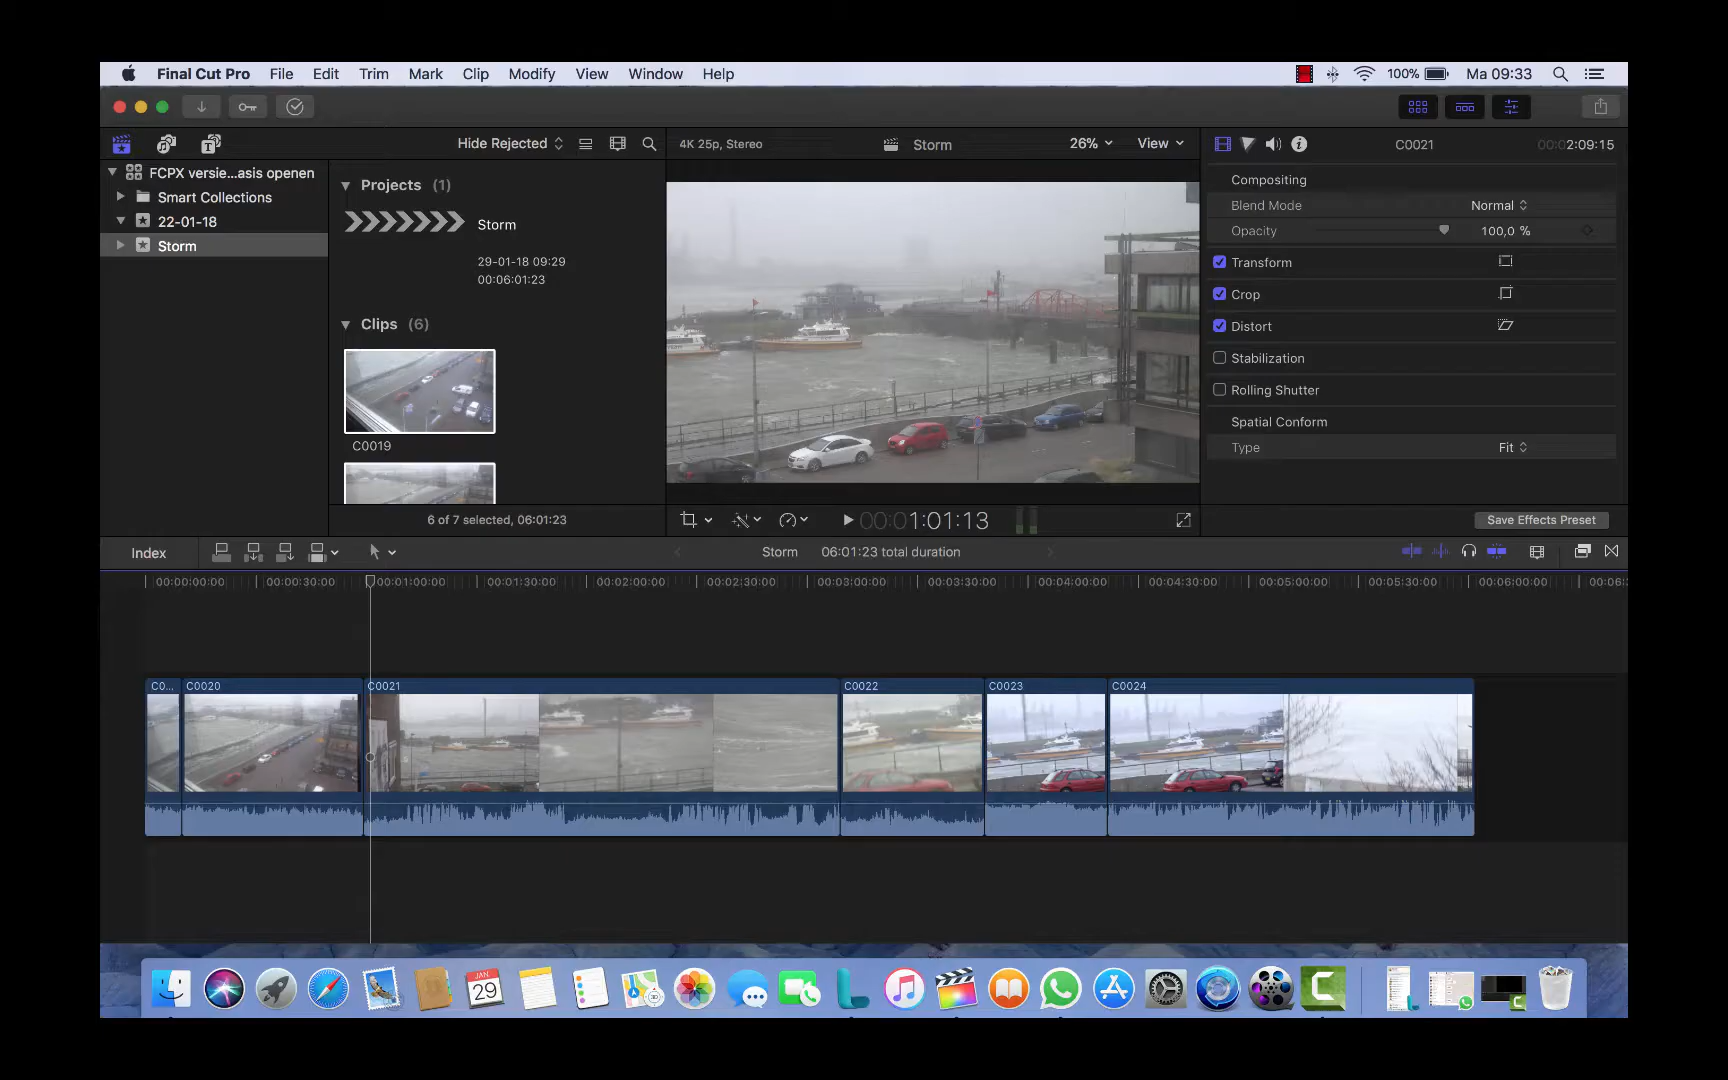 Final Cut Pro File Edit Trim Mark Clip Modify View Window Help 100% Ma 09:33
Hide Rejected 4K 25p, Stereo Storm 26% View C0021 00:02:09:15
FCPX versie...asis openen
Smart Collections
22-01-18
Storm
Projects (1)
Storm
29-01-18 09:29
00:06:01:23
Clips (6)
C0019
6 of 7 selected, 06:01:23
00:01:01:13
Compositing
Blend Mode Normal
Opacity 100,0 %
Transform
Crop
Distort
Stabilization
Rolling Shutter
Spatial Conform
Type Fit
Save Effects Preset
Index Storm 06:01:23 total duration
00:00:00:00 00:00:30:00 00:01:00:00 00:01:30:00 00:02:00:00 00:02:30:00 00:03:00:00 00:03:30:00 00:04:00:00 00:04:30:00 00:05:00:00 00:05:30:00 00:06:00:00 00:06:
C0... C0020 C0021 C0022 C0023 C0024
JAN
29